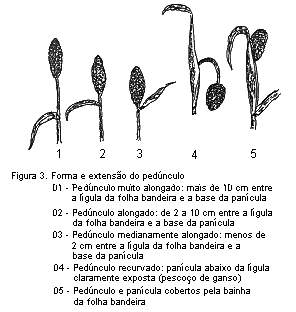 1 2 3 4 5
Figura 3. Forma e extensão do pedúnculo
01 - Pedúnculo muito alongado: mais de 10 cm entre
a lígula da folha bandeira e a base da panícula
02 - Pedúnculo alongado: de 2 a 10 cm entre a lígula
da folha bandeira e a base da panícula
03 - Pedúnculo medianamente alongado: menos de
2 cm entre a lígula da folha bandeira e a
base da panícula
04 - Pedúnculo recurvado: panícula abaixo da lígula
claramente exposta (pescoço de ganso)
05 - Pedúnculo e panícula cobertos pela bainha
da folha bandeira